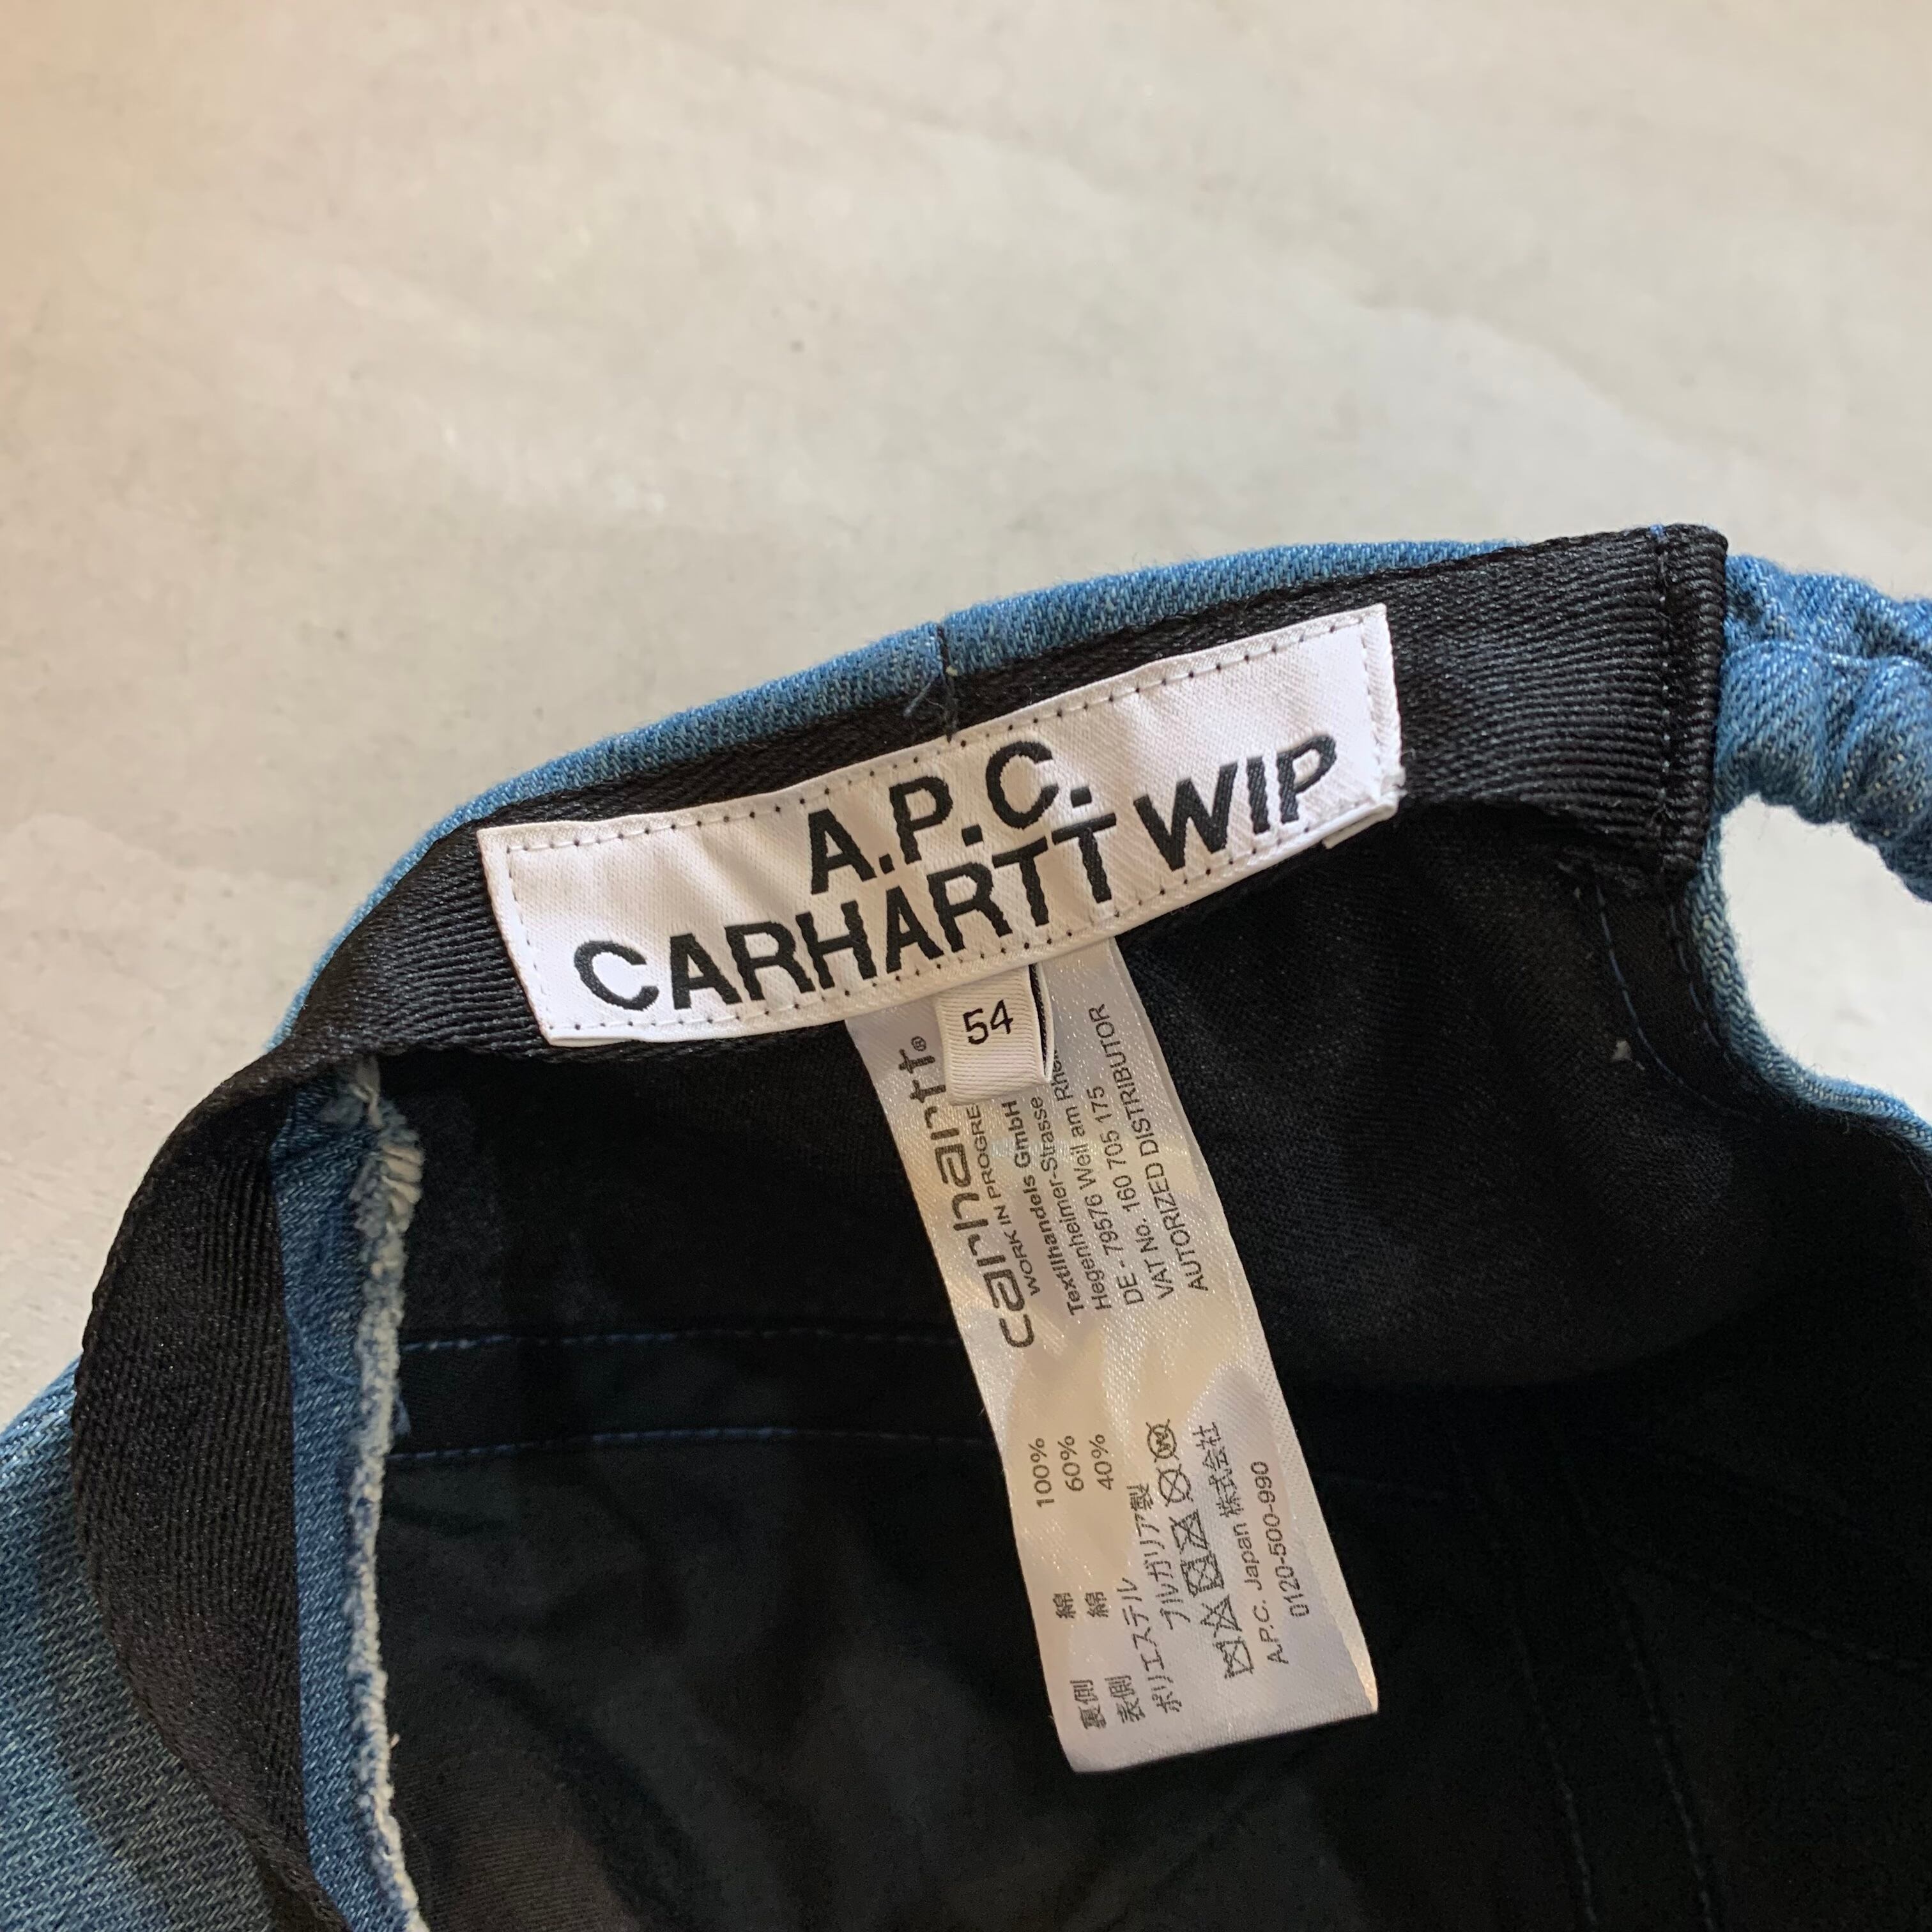 A.P.C.
CARHARTT WIP
54
carhartt®
WORK IN PROGRE
Textilhandels GmbH
Hegenheimer-Strasse
DE - 79576 Weil am Rhe
VAT No. 160 705 175
AUTORIZED DISTRIBUTOR
裏側 綿 100%
表側 綿 60%
ポリエステル 40%
ブルガリア製
A.P.C. Japan 株式会社
0120-500-990